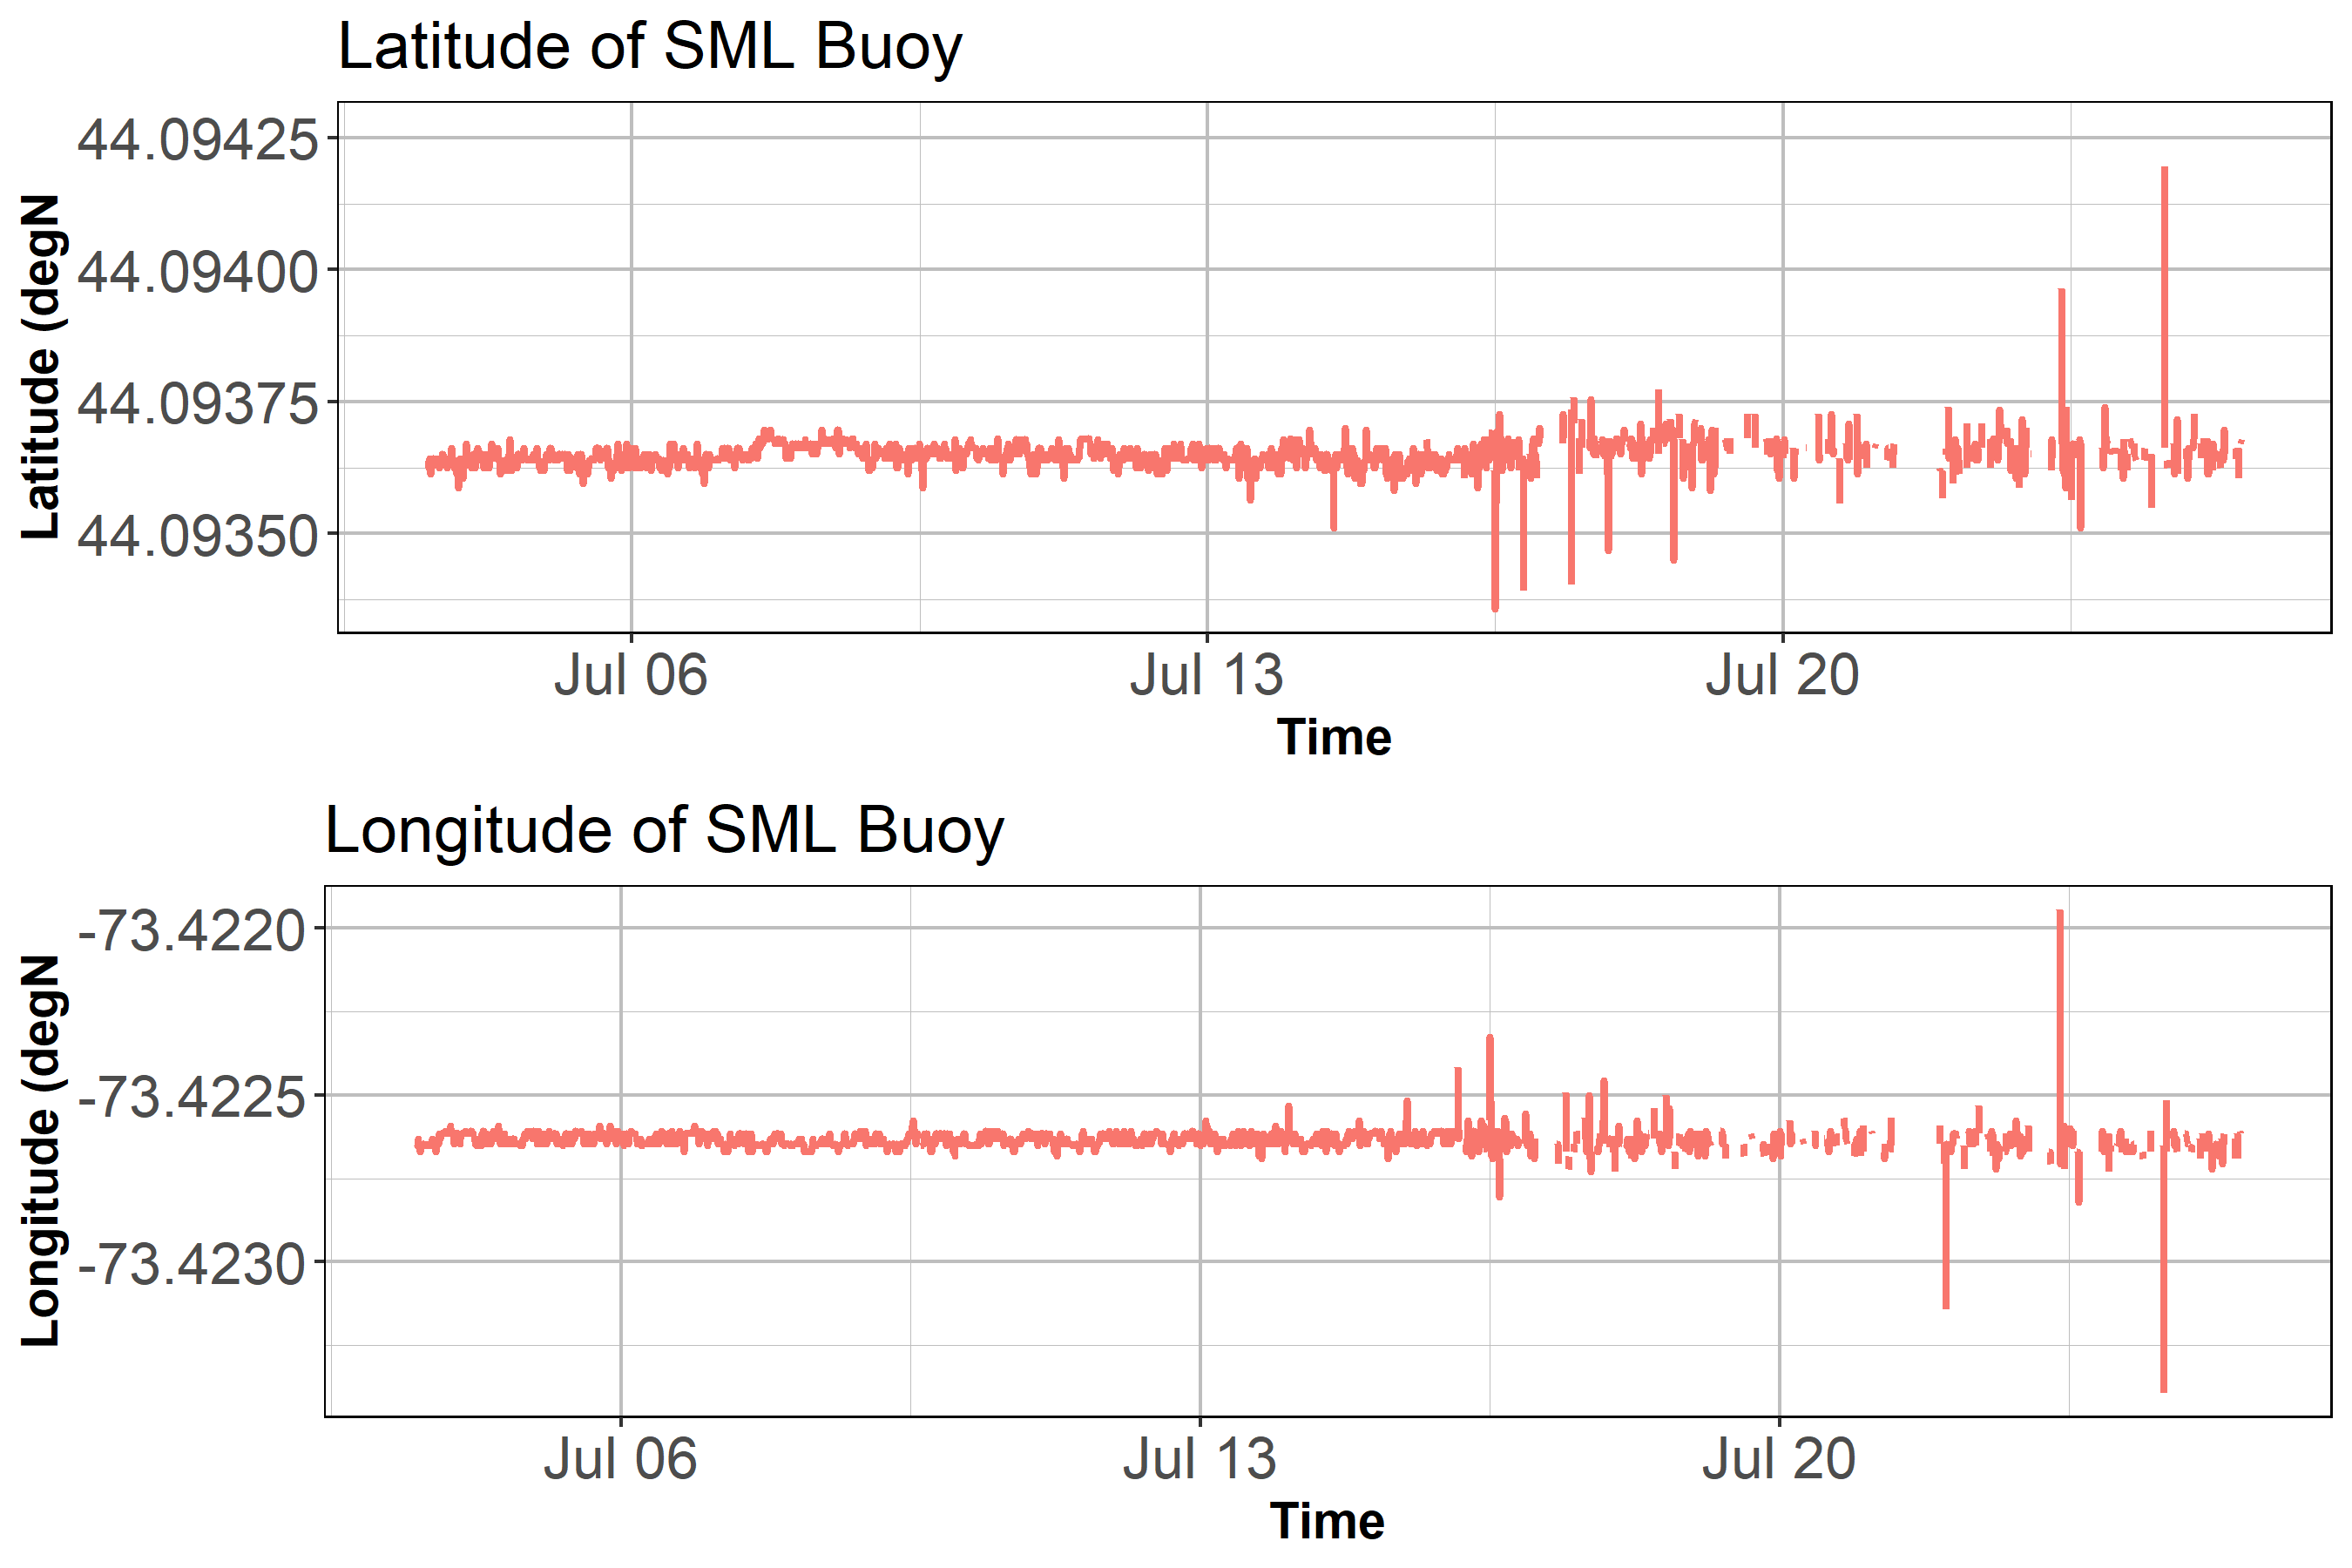 Latitude of SML Buoy
Latitude (degN
44.09425
44.09400
44.09375
44.09350
Jul 06 Jul 13 Jul 20
Time
Longitude of SML Buoy
Longitude (degN
-73.4220
-73.4225
-73.4230
Jul 06 Jul 13 Jul 20
Time